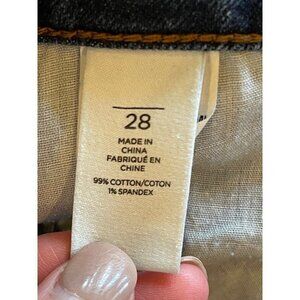 28
MADE IN
CHINA
FABRIQUÉ EN
CHINE
99% COTTON/COTON
1% SPANDEX